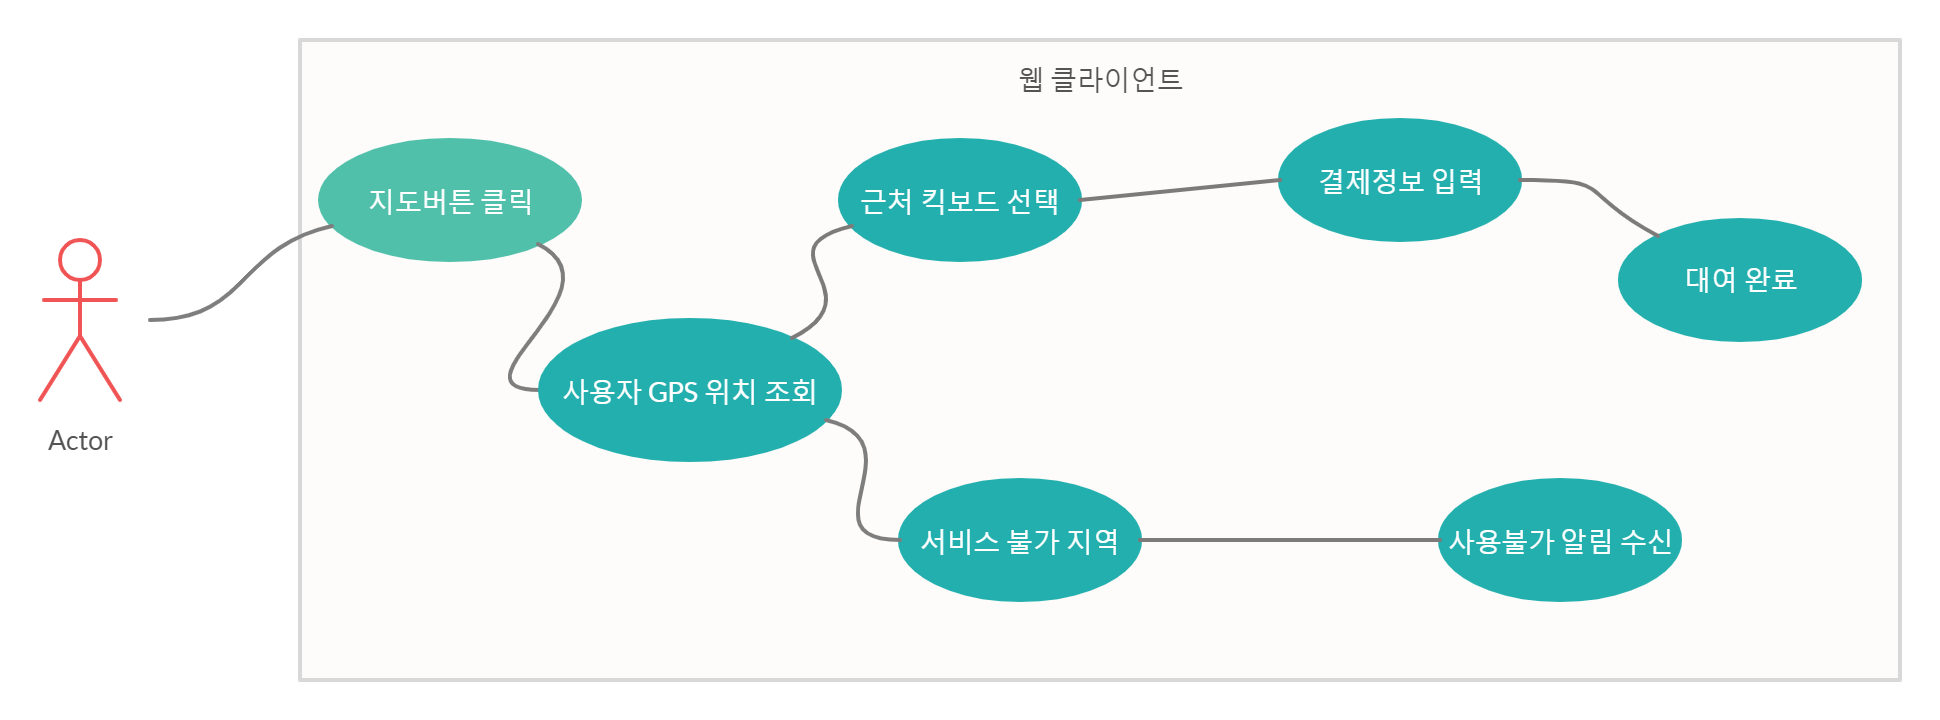 웹 클라이언트
지도버튼 클릭
근처 킥보드 선택
결제정보 입력
대여 완료
사용자 GPS 위치 조회
Actor
서비스 불가 지역
사용불가 알림 수신